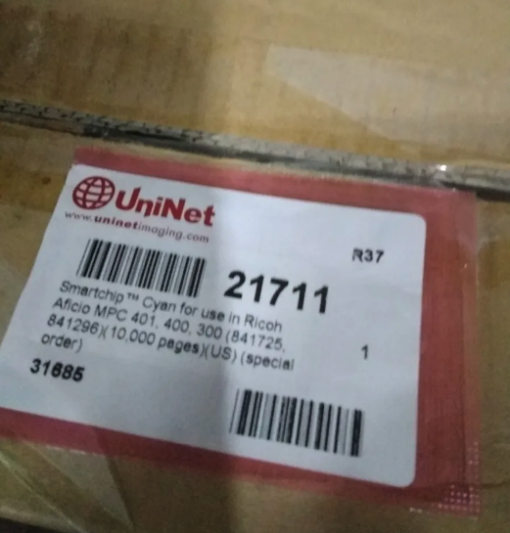 UniNet
www.uninetimaging.com
R37
21711
Smartchip™ Cyan for use in Ricoh
Aficio MPC 401, 400, 300 (841725,
841296)(10,000 pages)(US) (special
order)
1
31685